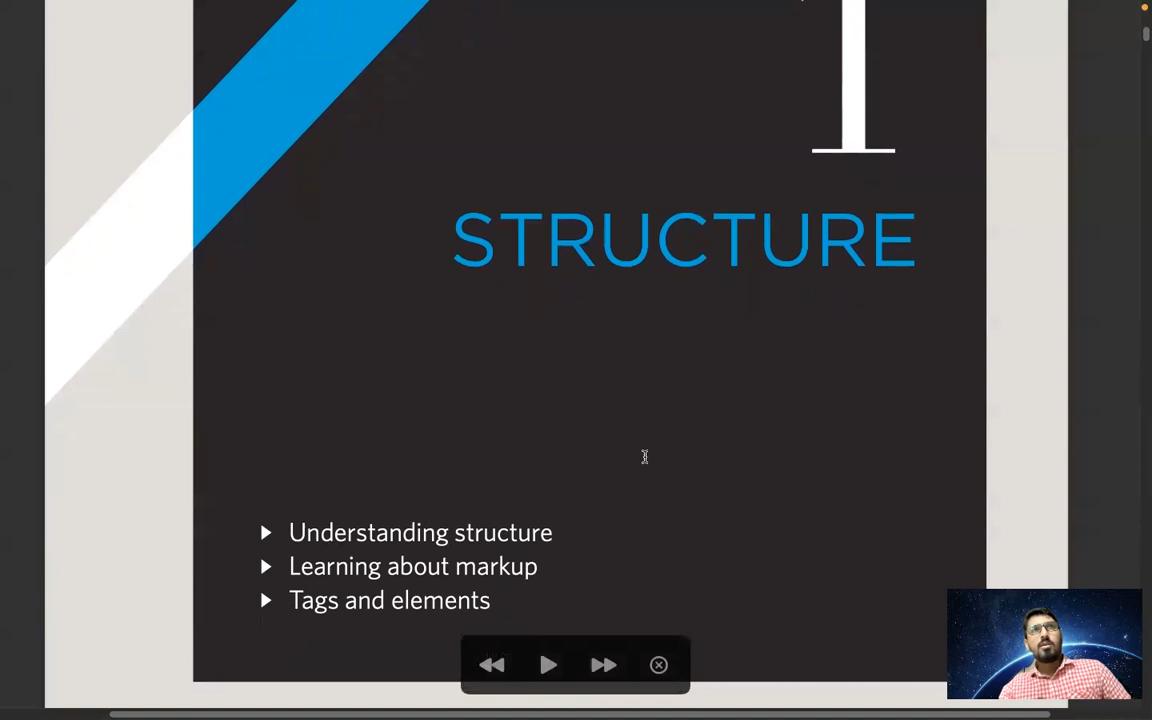 1
STRUCTURE
Understanding structure
Learning about markup
Tags and elements